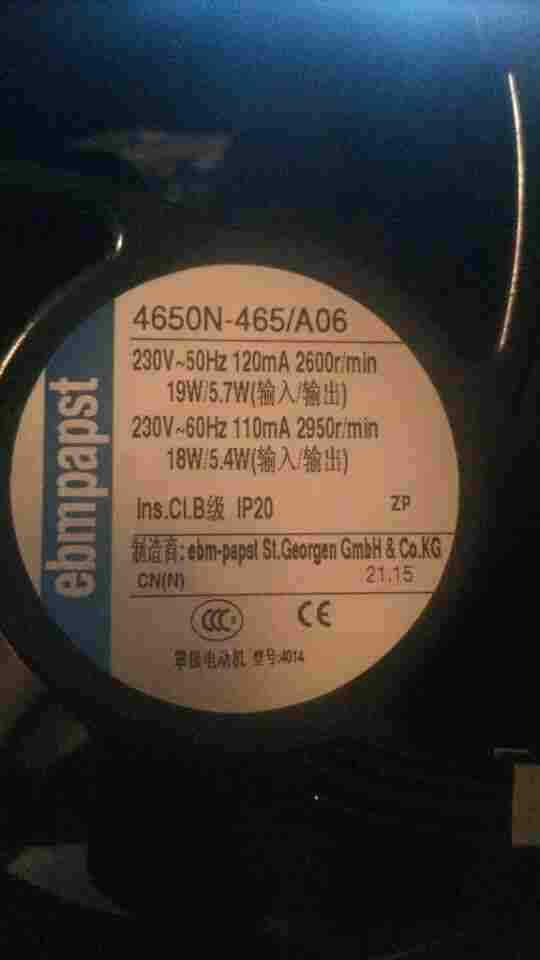 ebmpapst
4650N-465/A06
230V~50Hz 120mA 2600r/min
19W/5.7W(输入/输出)
230V~60Hz 110mA 2950r/min
18W/5.4W(输入/输出)
Ins.Cl.B级 IP20 ZP
制造商: ebm-papst St.Georgen GmbH & Co.KG
CN(N) 21.15
CCC CE
电动机 型号:4014